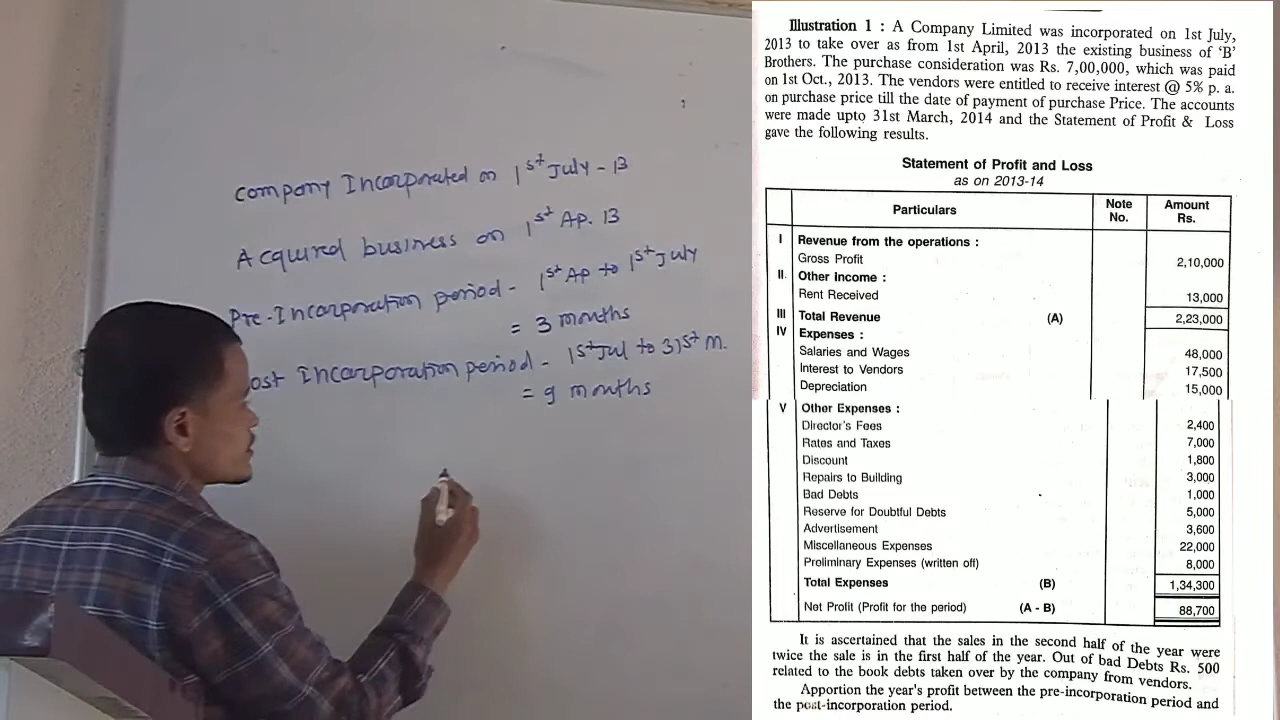 company Incorporated on 1st July - 13
Acquired business on 1st Ap. 13
Pre-Incorporation period - 1st Ap to 1st July
= 3 months
ost Incorporation period - 1st Jul to 31st M.
= 9 months
Illustration 1 : A Company Limited was incorporated on 1st July,
2013 to take over as from 1st April, 2013 the existing business of ‘B’
Brothers. The purchase consideration was Rs. 7,00,000, which was paid
on 1st Oct., 2013. The vendors were entitled to receive interest @ 5% p. a.
on purchase price till the date of payment of purchase Price. The accounts
were made upto 31st March, 2014 and the Statement of Profit & Loss
gave the following results.
Statement of Profit and Loss
as on 2013-14
Particulars Note No. Amount Rs.
I Revenue from the operations :
Gross Profit 2,10,000
II. Other Income :
Rent Received 13,000
III Total Revenue (A) 2,23,000
IV Expenses :
Salaries and Wages 48,000
Interest to Vendors 17,500
Depreciation 15,000
V Other Expenses :
Director's Fees 2,400
Rates and Taxes 7,000
Discount 1,800
Repairs to Building 3,000
Bad Debts 1,000
Reserve for Doubtful Debts 5,000
Advertisement 3,600
Miscellaneous Expenses 22,000
Preliminary Expenses (written off) 8,000
Total Expenses (B) 1,34,300
Net Profit (Profit for the period) (A - B) 88,700
It is ascertained that the sales in the second half of the year were
twice the sale is in the first half of the year. Out of bad Debts Rs. 500
related to the book debts taken over by the company from vendors.
Apportion the year's profit between the pre-incorporation period and
the post-incorporation period.